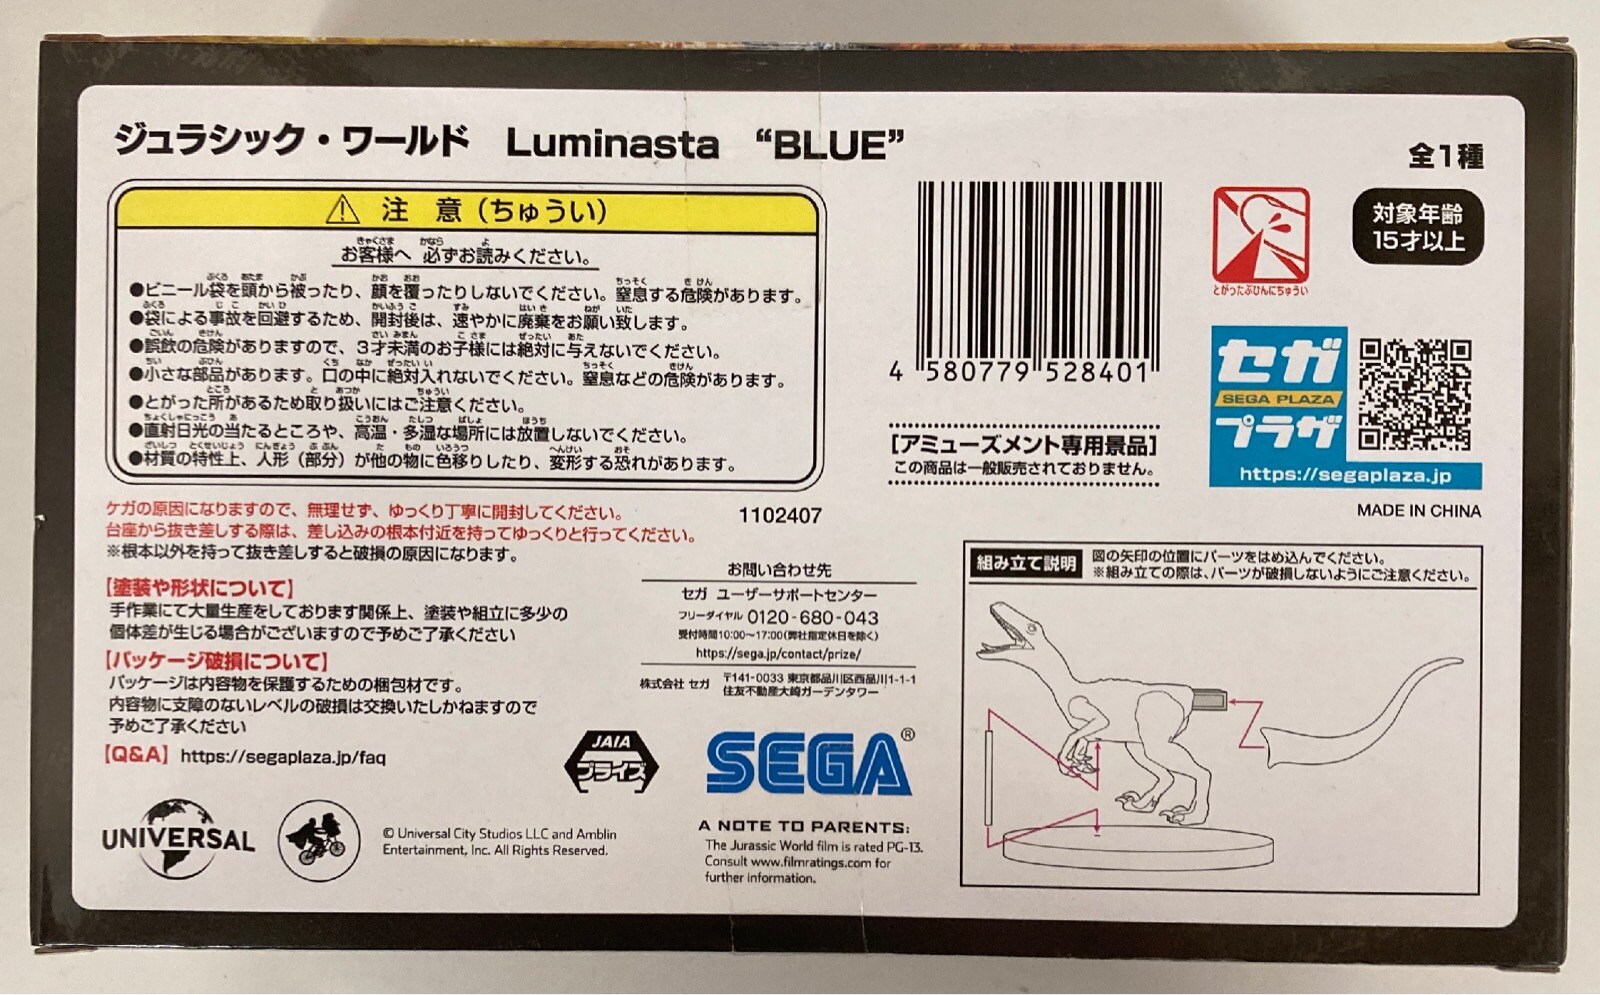 ジュラシック・ワールド Luminasta “BLUE”
全1種
⚠ 注 意（ちゅうい）
お客様へ 必ずお読みください。
●ビニール袋を頭から被ったり、顔を覆ったりしないでください。窒息する危険があります。
●袋による事故を回避するため、開封後は、速やかに廃棄をお願い致します。
●誤飲の危険がありますので、3才未満のお子様には絶対に与えないでください。
●小さな部品があります。口の中に絶対入れないでください。窒息などの危険があります。
●とがった所があるため取り扱いにはご注意ください。
●直射日光の当たるところや、高温・多湿な場所には放置しないでください。
●材質の特性上、人形（部分）が他の物に色移りしたり、変形する恐れがあります。
ケガの原因になりますので、無理せず、ゆっくり丁寧に開封してください。
台座から抜き差しする際は、差し込みの根本付近を持ってゆっくりと行ってください。
※根本以外を持って抜き差しすると破損の原因になります。
1102407
【塗装や形状について】
手作業にて大量生産をしております関係上、塗装や組立に多少の
個体差が生じる場合がございますので予めご了承ください
【パッケージ破損について】
パッケージは内容物を保護するための梱包材です。
内容物に支障のないレベルの破損は交換いたしかねますので
予めご了承ください
【Q&A】 https://segaplaza.jp/faq
お問い合わせ先
セガ ユーザーサポートセンター
フリーダイヤル 0120-680-043
受付時間10:00～17:00(弊社指定休日を除く)
https://sega.jp/contact/prize/
株式会社 セガ 〒141-0033 東京都品川区西品川1-1-1
住友不動産大崎ガーデンタワー
JAIA
プライズ
SEGA®
UNIVERSAL
© Universal City Studios LLC and Amblin
Entertainment, Inc. All Rights Reserved.
A NOTE TO PARENTS:
The Jurassic World film is rated PG-13.
Consult www.filmratings.com for
further information.
4 580779 528401
[アミューズメント専用景品]
この商品は一般販売されておりません。
とがったぶひんにちゅうい
対象年齢
15才以上
セガ
SEGA PLAZA
プラザ
https://segaplaza.jp
MADE IN CHINA
組み立て説明
図の矢印の位置にパーツをはめ込んでください。
※組み立ての際は、パーツが破損しないようにご注意ください。